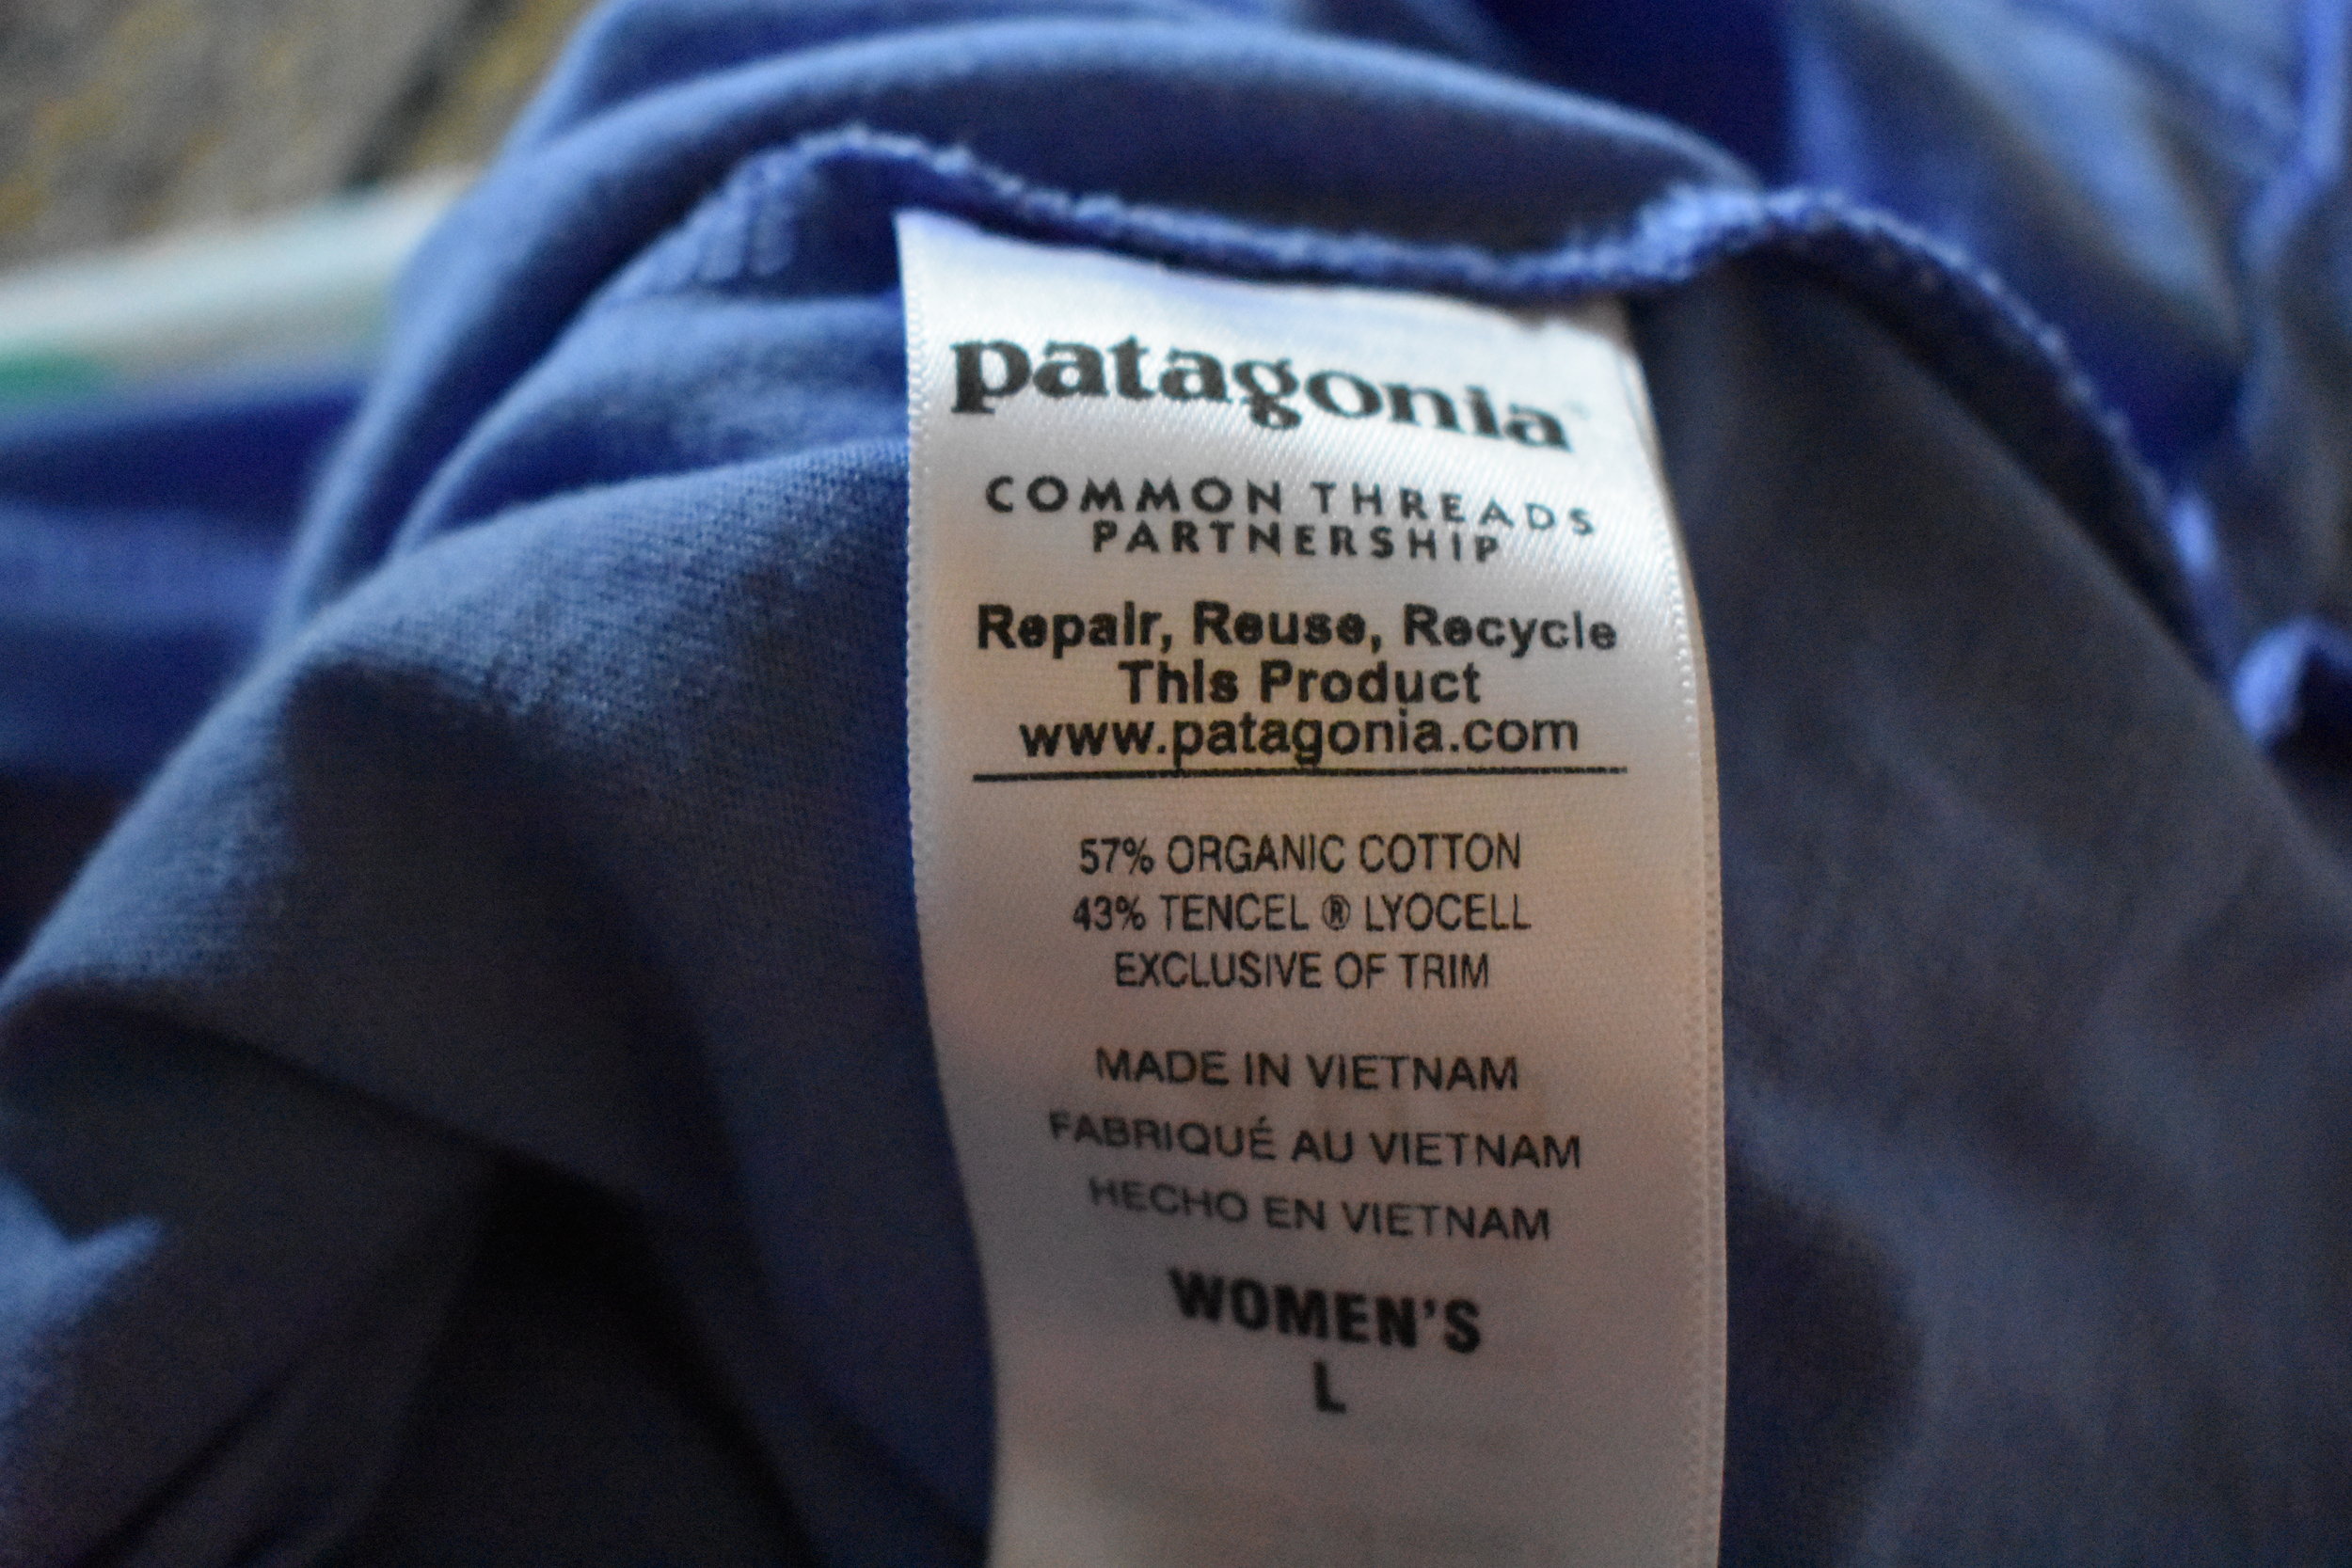 patagonia
COMMON THREADS
PARTNERSHIP
Repair, Reuse, Recycle
This Product
www.patagonia.com
57% ORGANIC COTTON
43% TENCEL ® LYOCELL
EXCLUSIVE OF TRIM
MADE IN VIETNAM
FABRIQUÉ AU VIETNAM
HECHO EN VIETNAM
WOMEN'S
L